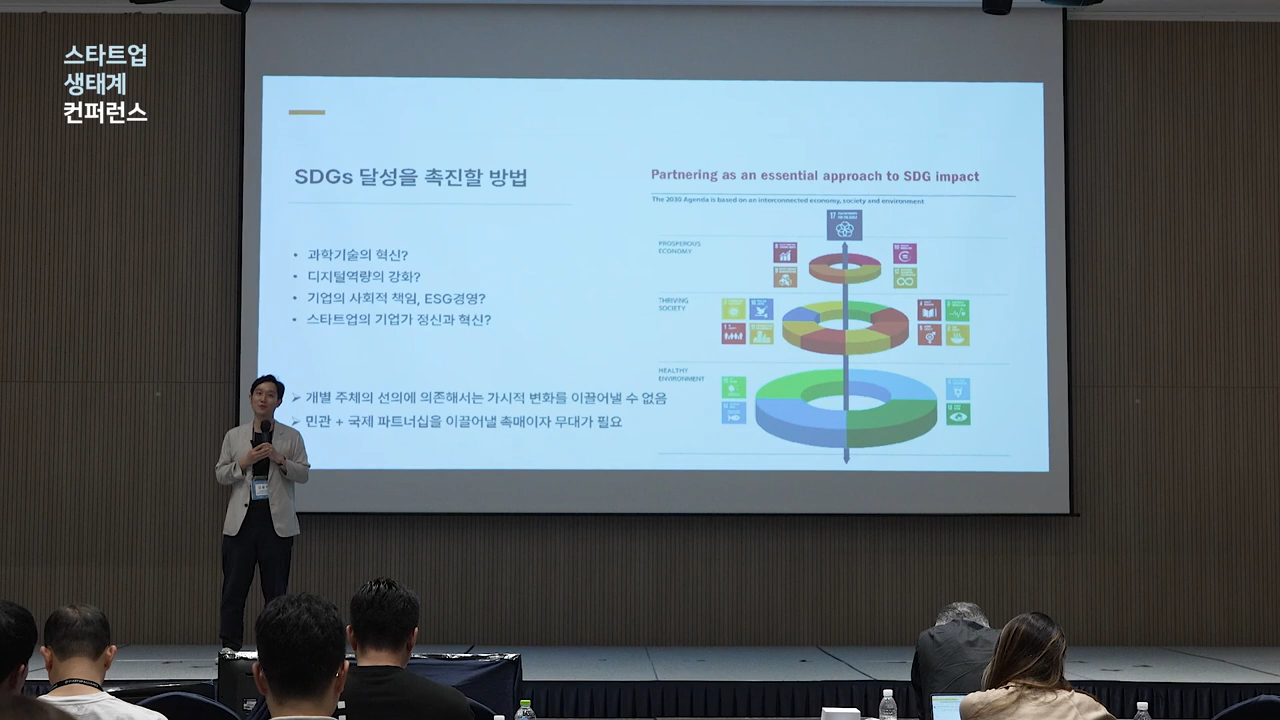 스타트업
생태계
컨퍼런스
SDGs 달성을 촉진할 방법
• 과학기술의 혁신?
• 디지털역량의 강화?
• 기업의 사회적 책임, ESG경영?
• 스타트업의 기업가 정신과 혁신?
➢ 개별 주체의 선의에 의존해서는 가시적 변화를 이끌어낼 수 없음
➢ 민관 + 국제 파트너십을 이끌어낼 촉매이자 무대가 필요
Partnering as an essential approach to SDG impact
The 2030 Agenda is based on an interconnected economy, society and environment
17
PROSPEROUS
ECONOMY
THRIVING
SOCIETY
HEALTHY
ENVIRONMENT